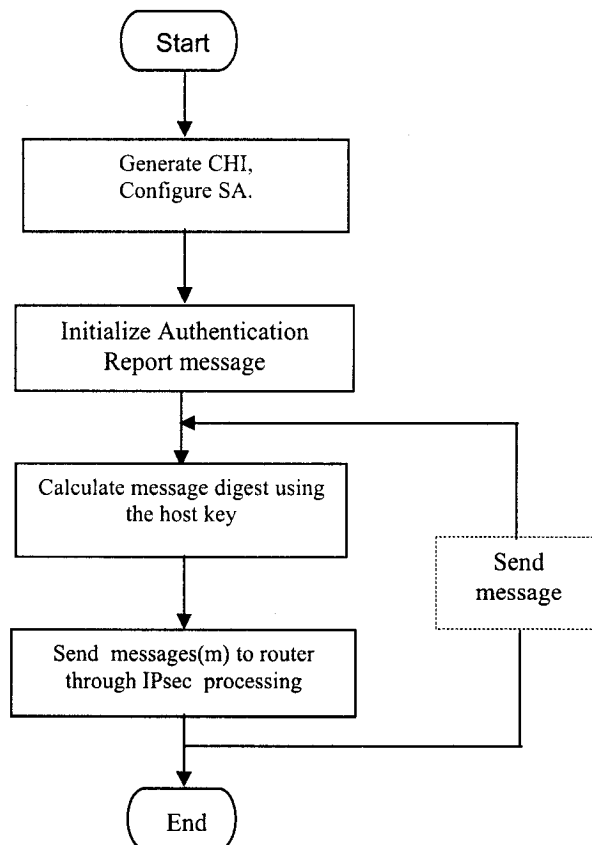 Start
Generate CHI,
Configure SA.
Initialize Authentication
Report message
Calculate message digest using
the host key
Send
message
Send messages(m) to router
through IPsec processing
End